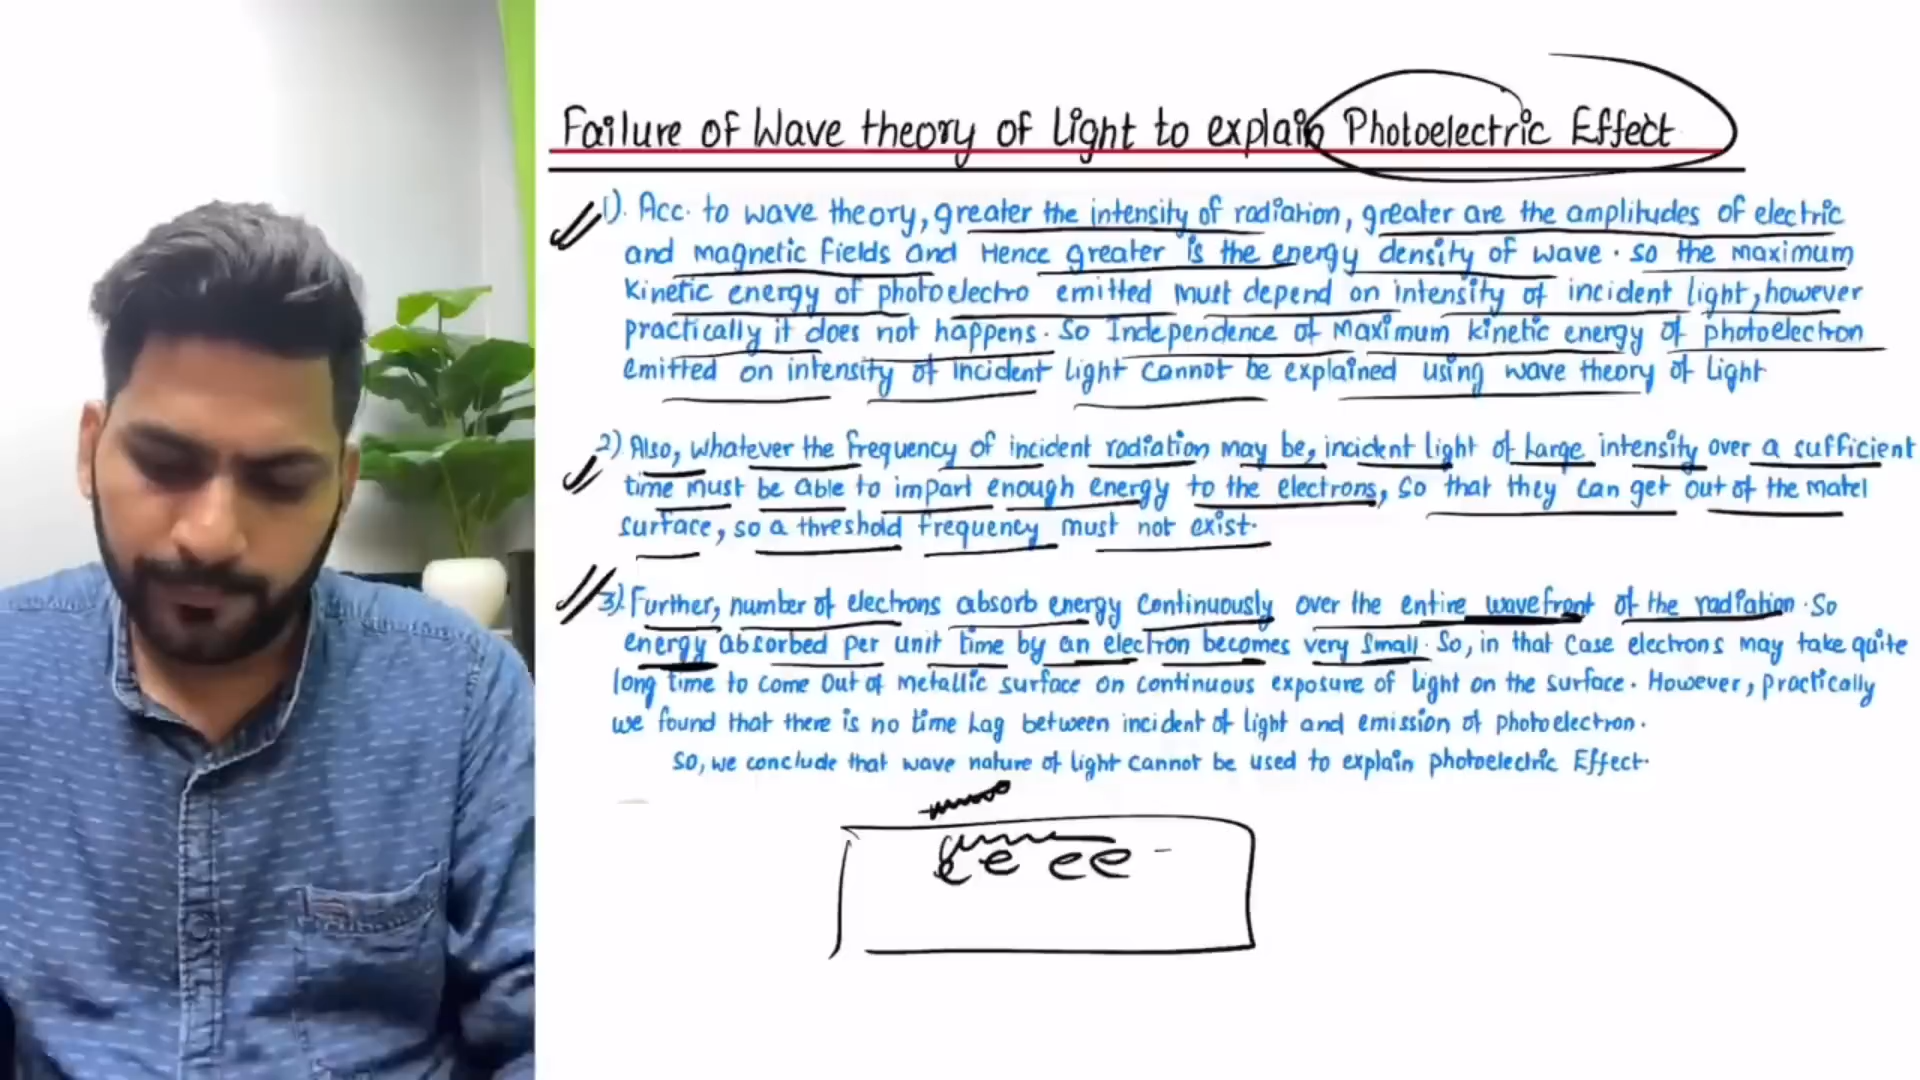 Failure of Wave theory of Light to explain Photoelectric Effect
1). Acc. to wave theory, greater the intensity of radiation, greater are the amplitudes of electric
and magnetic fields and Hence greater is the energy density of wave. so the maximum
kinetic energy of photoelectro emitted must depend on intensity of incident light, however
practically it does not happens. So Independence of maximum kinetic energy of photoelectron
emitted on intensity of incident light cannot be explained using wave theory of Light
2) Also, whatever the frequency of incident radiation may be, incident light of Large intensity over a sufficient
time must be able to impart enough energy to the electrons, so that they can get out of the matel
surface, so a threshold frequency must not exist.
3). Further, number of electrons absorb energy continuously over the entire wavefront of the radiation. So
energy absorbed per unit time by an electron becomes very small. So, in that case electrons may take quite
long time to come out of metallic surface on continuous exposure of light on the surface. However, practically
we found that there is no time Lag between incident of light and emission of photoelectron.
So, we conclude that wave nature of light cannot be used to explain photoelectric Effect.
e e e e